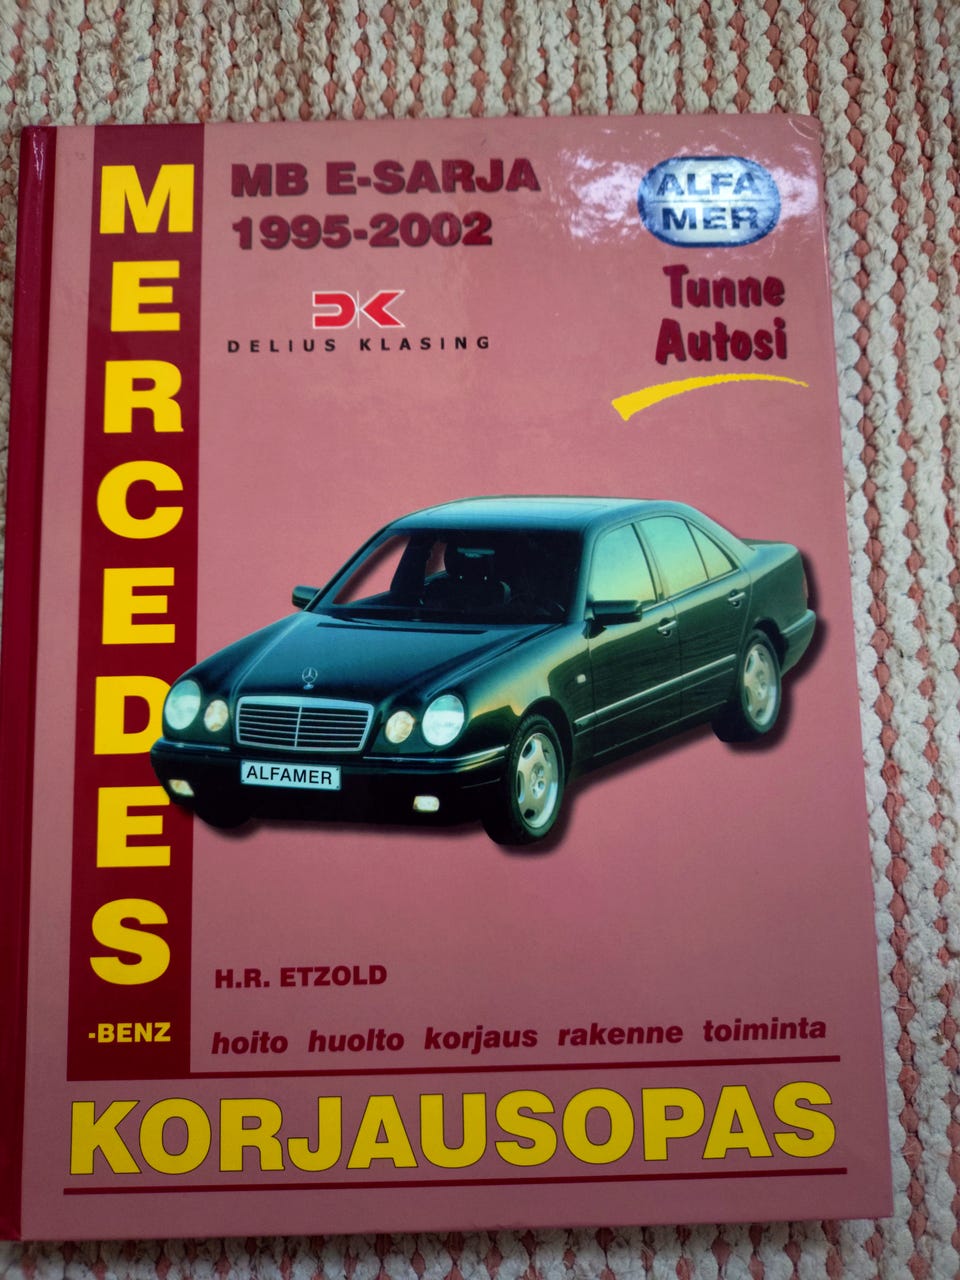 MERCEDES
-BENZ
MB E-SARJA
1995-2002
DELIUS KLASING
ALFA
MER
Tunne
Autosi
ALFAMER
H.R. ETZOLD
hoito huolto korjaus rakenne toiminta
KORJAUSOPAS